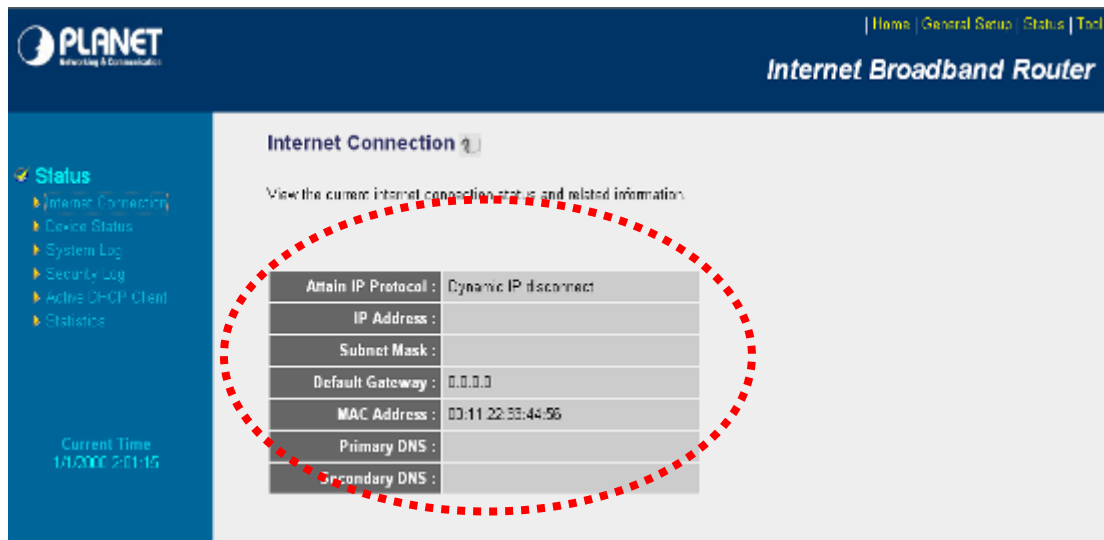 PLANET
Networking & Communication
| Home | General Setup | Status | Tool
Internet Broadband Router
Status
Internet Connection
Device Status
System Log
Security Log
Active DHCP Client
Statistics
Current Time
1/1/2000 2:01:15
Internet Connection
View the current internet connection status and related information.
Attain IP Protocol : Dynamic IP disconnect
IP Address :
Subnet Mask :
Default Gateway : 0.0.0.0
MAC Address : 00:11:22:33:44:56
Primary DNS :
Secondary DNS :